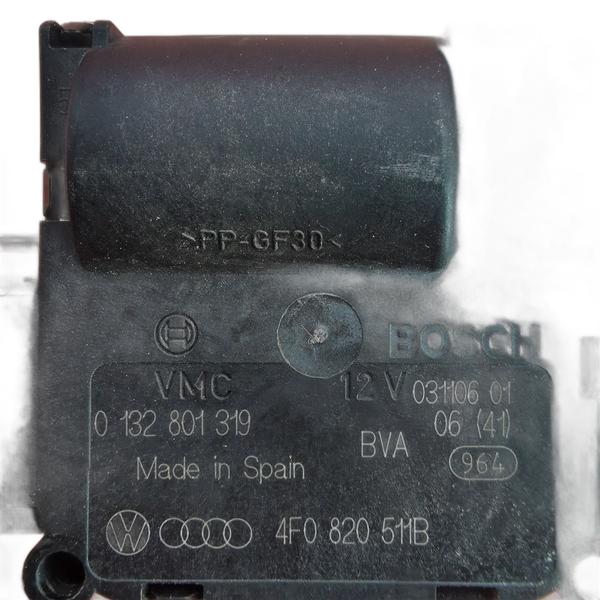 >PP-GF30<
BOSCH
VMC 12 V 031106 01
0 132 801 319 06 (41)
BVA
Made in Spain 964
4F0 820 511B